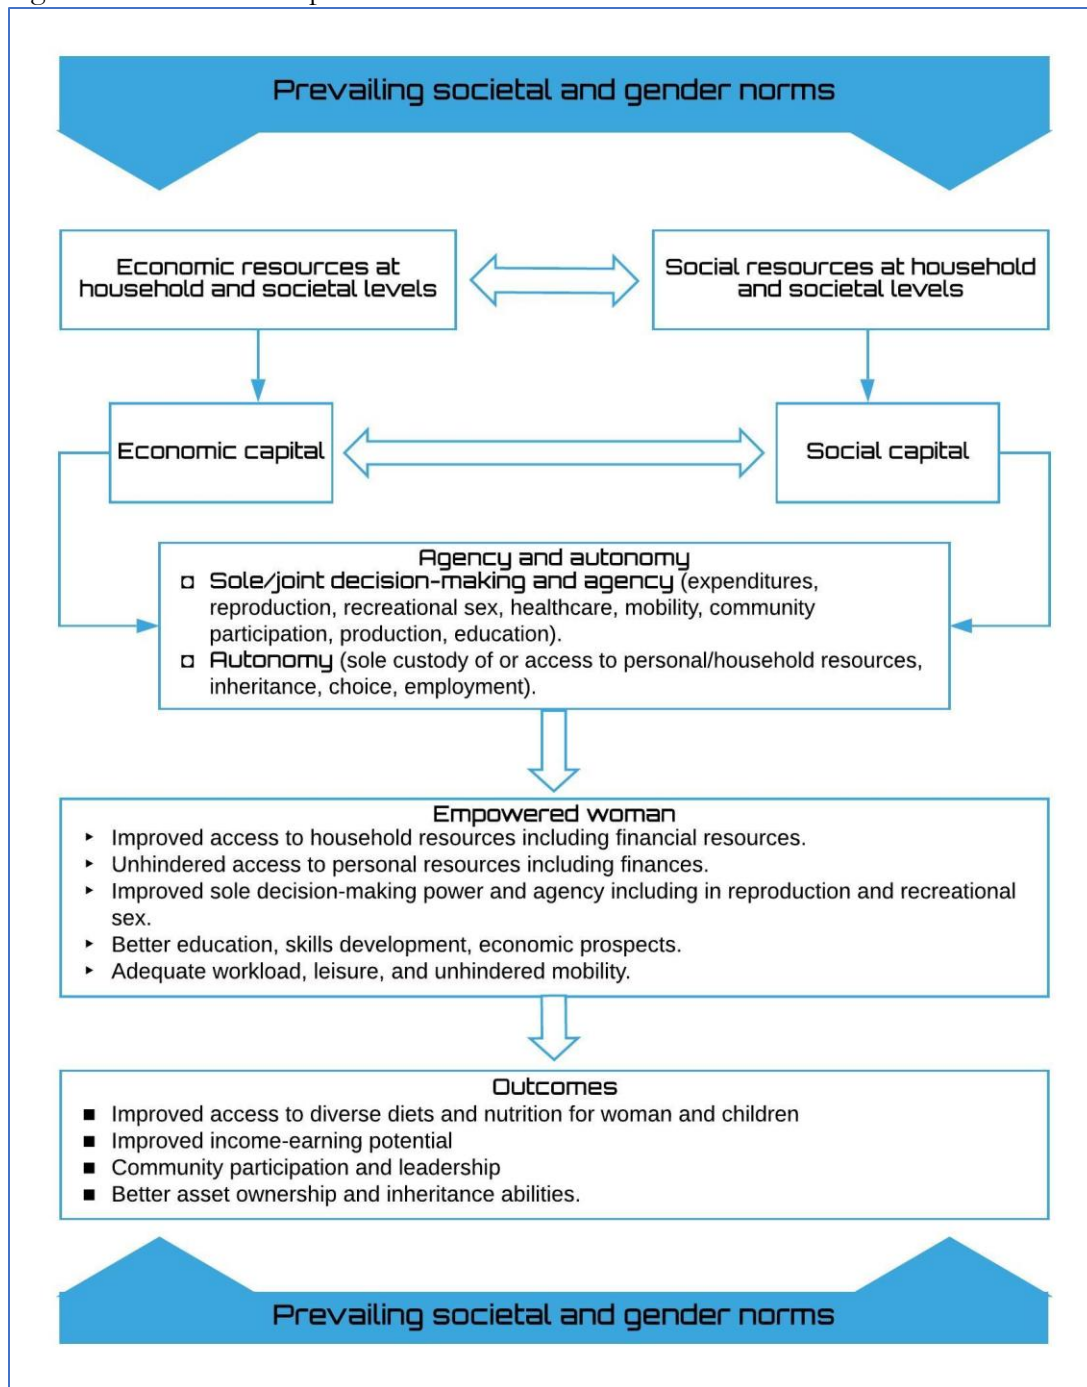 Prevailing societal and gender norms
Economic resources at
household and societal levels
Social resources at household
and societal levels
Economic capital
Social capital
Agency and autonomy
◘ Sole/joint decision-making and agency (expenditures,
reproduction, recreational sex, healthcare, mobility, community
participation, production, education).
◘ Autonomy (sole custody of or access to personal/household resources,
inheritance, choice, employment).
Empowered woman
‣ Improved access to household resources including financial resources.
‣ Unhindered access to personal resources including finances.
‣ Improved sole decision-making power and agency including in reproduction and recreational
sex.
‣ Better education, skills development, economic prospects.
‣ Adequate workload, leisure, and unhindered mobility.
Outcomes
■ Improved access to diverse diets and nutrition for woman and children
■ Improved income-earning potential
■ Community participation and leadership
■ Better asset ownership and inheritance abilities.
Prevailing societal and gender norms